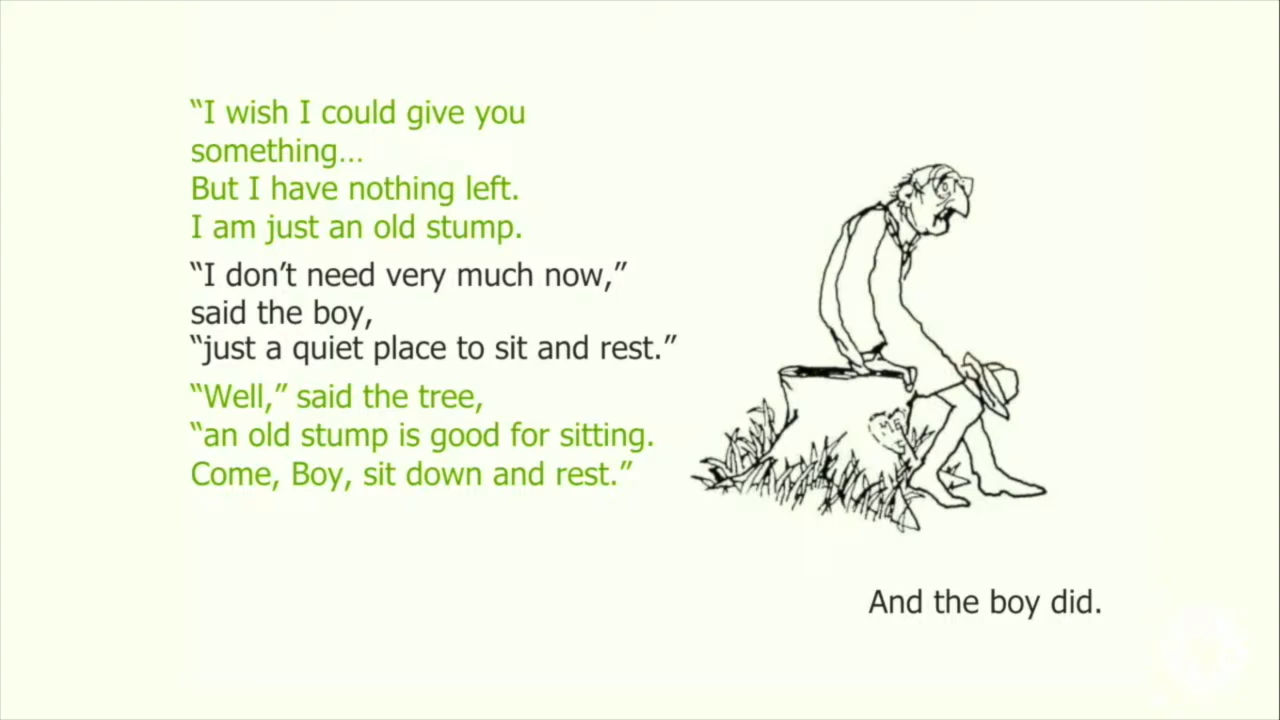 “I wish I could give you
something…
But I have nothing left.
I am just an old stump.
“I don’t need very much now,”
said the boy,
“just a quiet place to sit and rest.”
“Well,” said the tree,
“an old stump is good for sitting.
Come, Boy, sit down and rest.”
ME
And the boy did.